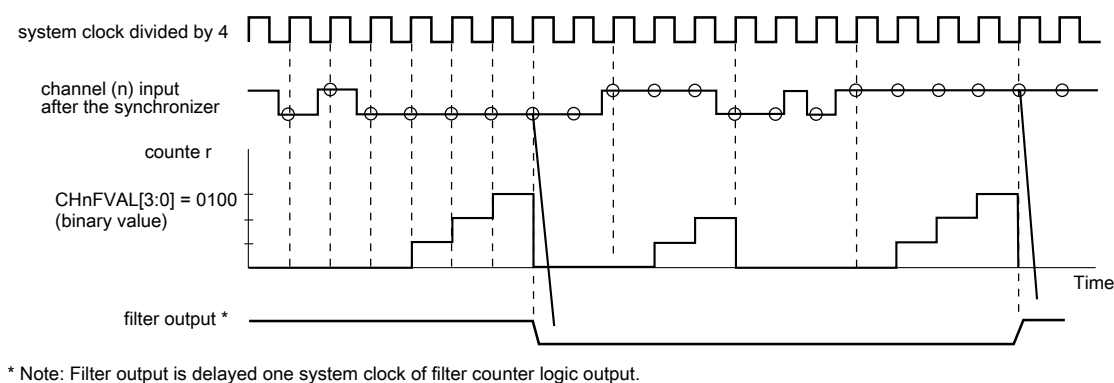 system clock divided by 4
channel (n) input
after the synchronizer
counte r
CHnFVAL[3:0] = 0100
(binary value)
Time
filter output *
* Note: Filter output is delayed one system clock of filter counter logic output.